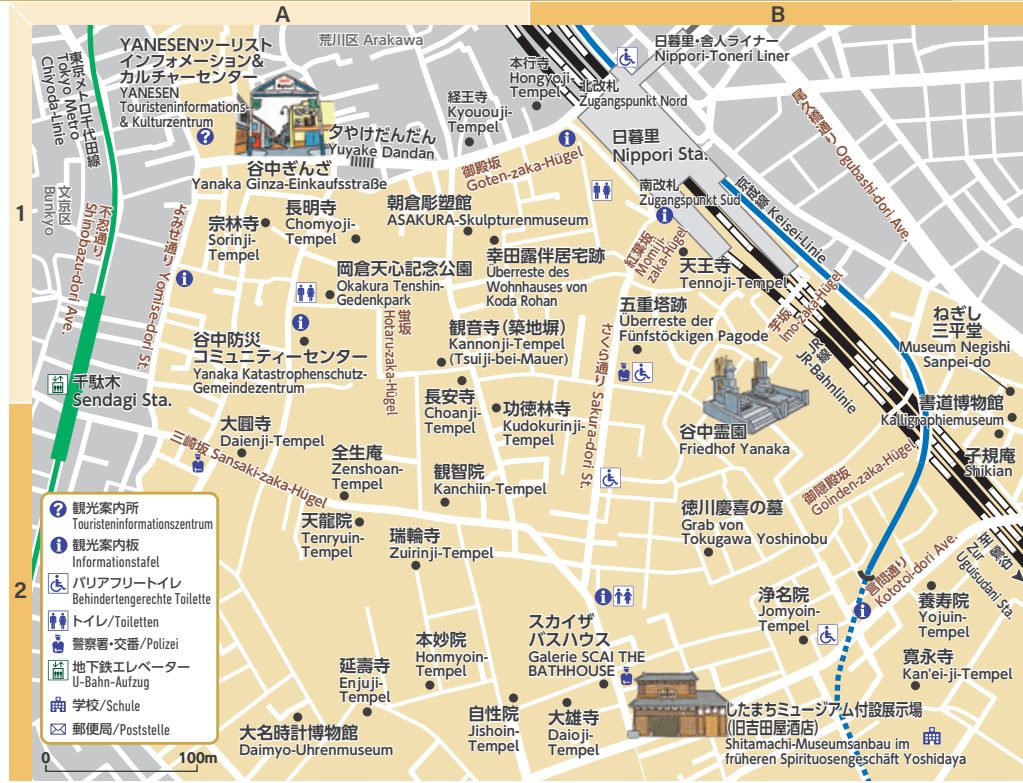 A
B
1
2
東京メトロ千代田線
Tokyo Metro
Chiyoda-Linie
文京区
Bunkyo
不忍通り
Shinobazu-dori Ave.
よみせ通り Yomise-dori St.
YANESENツーリスト
インフォメーション&
カルチャーセンター
YANESEN
Touristeninformations-
& Kulturzentrum
荒川区 Arakawa
夕やけだんだん
Yuyake Dandan
谷中ぎんざ
Yanaka Ginza-Einkaufsstraße
経王寺
Kyououji-
Tempel
本行寺
Hongyoji-
Tempel
御殿坂
Goten-zaka-Hügel
北改札
Zugangspunkt Nord
日暮里・舎人ライナー
Nippori-Toneri Liner
日暮里
Nippori Sta.
南改札
Zugangspunkt Süd
尾久橋通り Ogubashi-dori Ave.
京成線 Keisei-Linie
紅葉坂
Momiji-
zaka-Hügel
天王寺
Tennoji-Tempel
芋坂
Imo-zaka-Hügel
JR線
JR-Bahnlinie
宗林寺
Sorinji-
Tempel
長明寺
Chomyoji-
Tempel
朝倉彫塑館
ASAKURA-Skulpturenmuseum
幸田露伴居宅跡
Überreste des
Wohnhauses von
Koda Rohan
岡倉天心記念公園
Okakura Tenshin-
Gedenkpark
蛍坂
Hotaru-zaka-Hügel
谷中防災
コミュニティーセンター
Yanaka Katastrophenschutz-
Gemeindezentrum
観音寺(築地塀)
Kannonji-Tempel
(Tsuiji-bei-Mauer)
五重塔跡
Überreste der
Fünfstöckigen Pagode
さくら通り Sakura-dori St.
ねぎし
三平堂
Museum Negishi
Sanpei-do
書道博物館
Kalligraphiemuseum
子規庵
Shikian
千駄木
Sendagi Sta.
大圓寺
Daienji-Tempel
三崎坂 Sansaki-zaka-Hügel
長安寺
Choanji-
Tempel
功徳林寺
Kudokurinji-
Tempel
谷中霊園
Friedhof Yanaka
全生庵
Zenshoan-
Tempel
観智院
Kanchiin-Tempel
御隠殿坂
Goinden-zaka-Hügel
天龍院
Tenryuin-
Tempel
瑞輪寺
Zuirinji-Tempel
徳川慶喜の墓
Grab von
Tokugawa Yoshinobu
言問通り
Kototoi-dori Ave.
至鶯谷
Zur
Uguisudani Sta.
浄名院
Jomyoin-
Tempel
養寿院
Yojuin-
Tempel
寛永寺
Kan'ei-ji-Tempel
スカイザ
バスハウス
Galerie SCAI THE
BATHHOUSE
本妙院
Honmyoin-
Tempel
延壽寺
Enjuji-
Tempel
大名時計博物館
Daimyo-Uhrenmuseum
自性院
Jishoin-
Tempel
大雄寺
Daioji-
Tempel
したまちミュージアム付設展示場
(旧吉田屋酒店)
Shitamachi-Museumsanbau im
früheren Spirituosengeschäft Yoshidaya
観光案内所
Touristeninformationszentrum
観光案内板
Informationstafel
バリアフリートイレ
Behindertengerechte Toilette
トイレ/Toiletten
警察署・交番/Polizei
地下鉄エレベーター
U-Bahn-Aufzug
学校/Schule
郵便局/Poststelle
0 100m